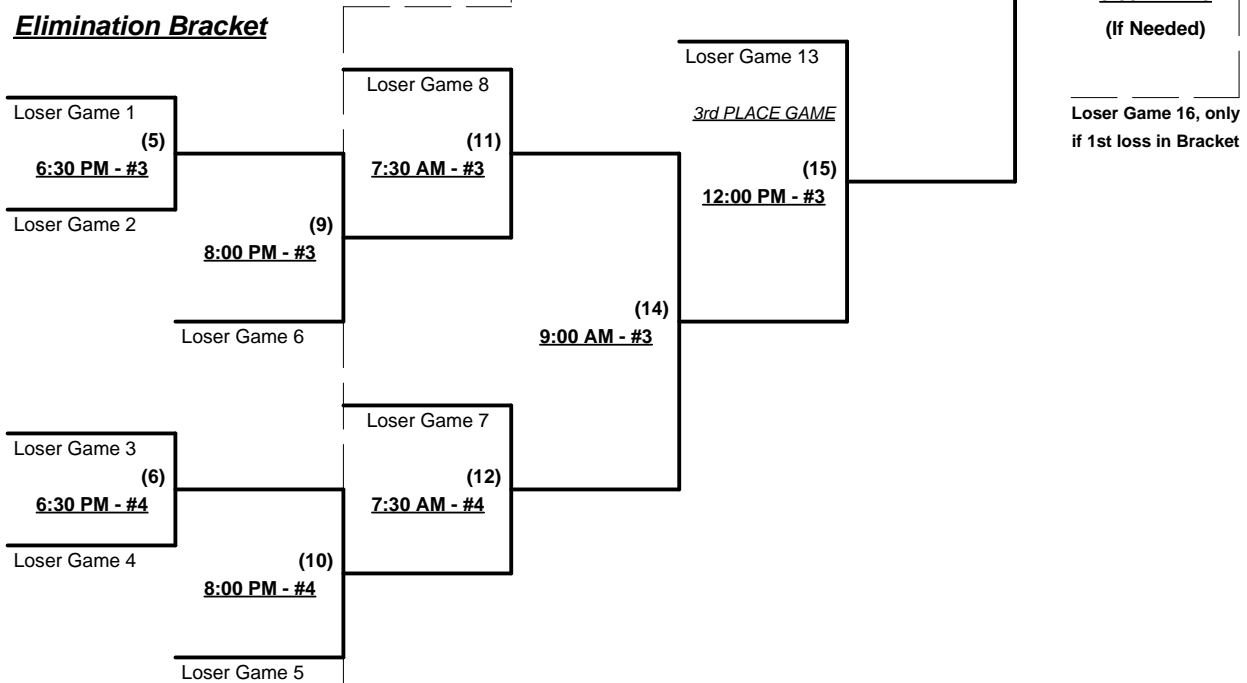 Elimination Bracket
(If Needed)
Loser Game 13
Loser Game 8
Loser Game 1
3rd PLACE GAME
Loser Game 16, only
if 1st loss in Bracket
(5)
6:30 PM - #3
(11)
7:30 AM - #3
(15)
12:00 PM - #3
Loser Game 2
(9)
8:00 PM - #3
(14)
9:00 AM - #3
Loser Game 6
Loser Game 7
Loser Game 3
(6)
6:30 PM - #4
(12)
7:30 AM - #4
Loser Game 4
(10)
8:00 PM - #4
Loser Game 5